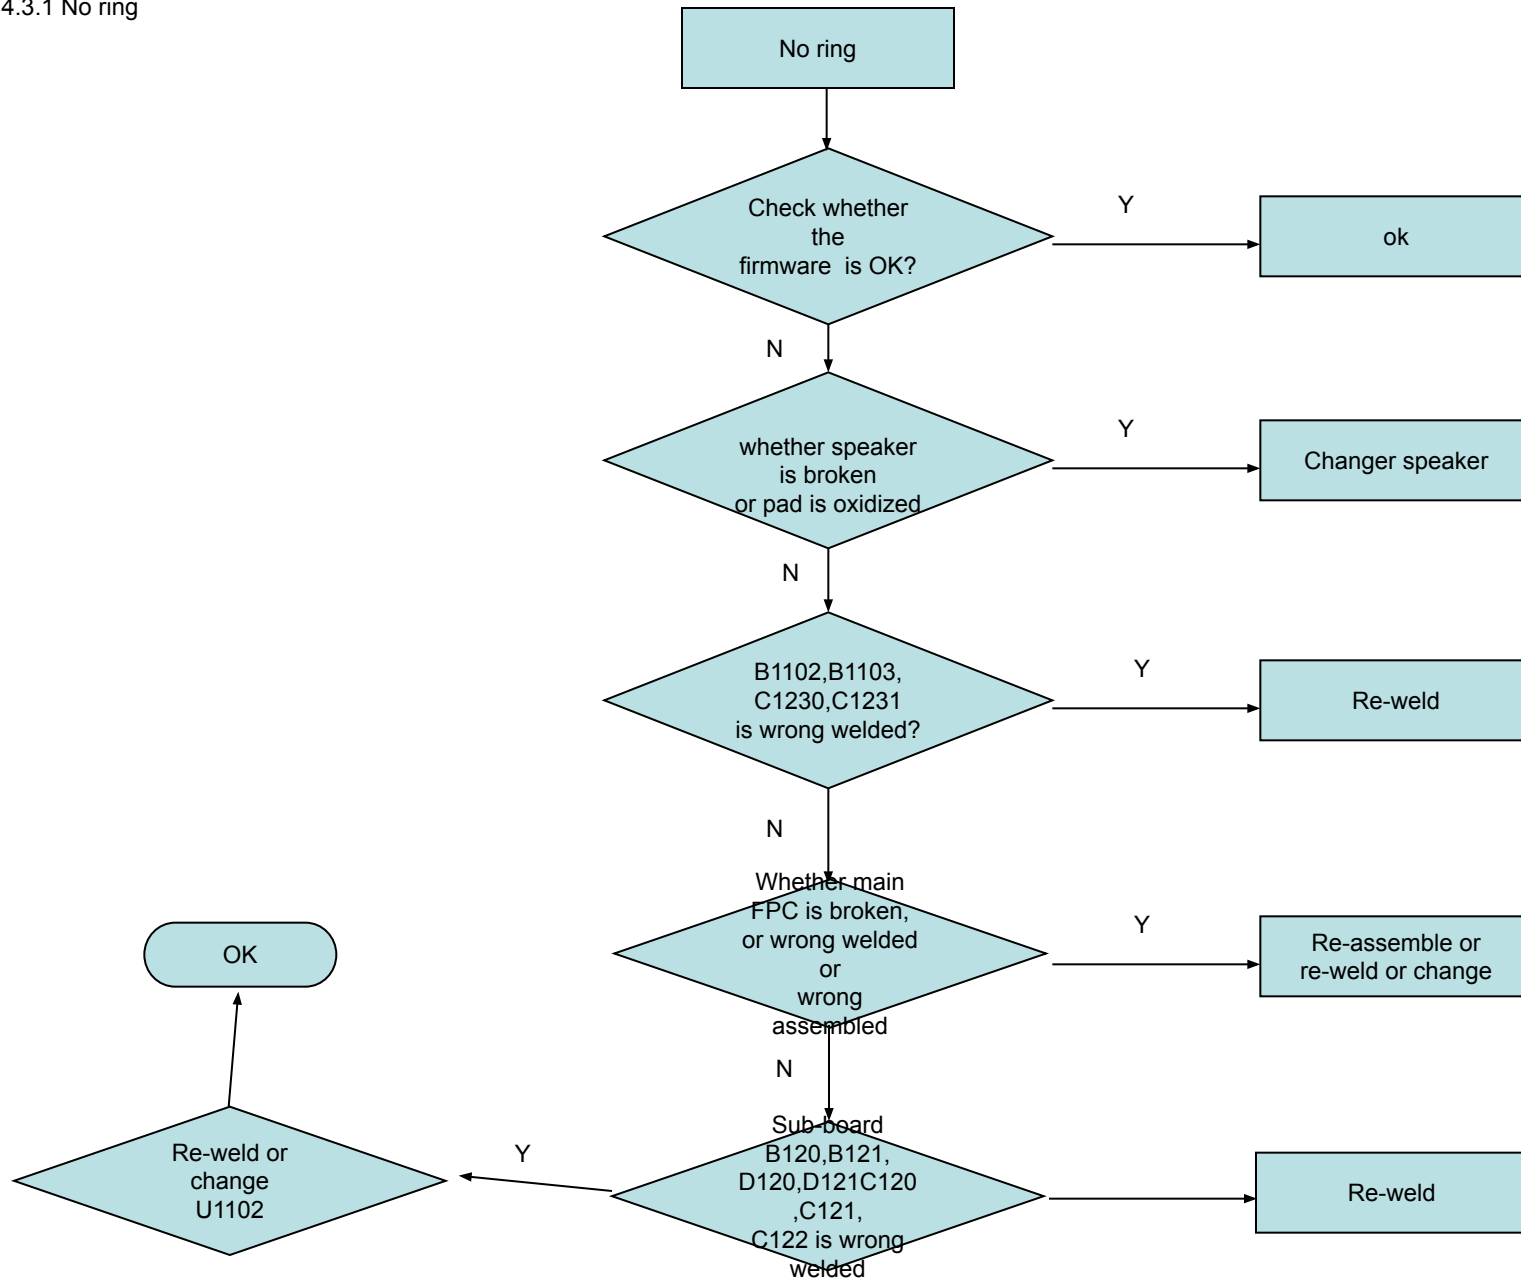 4.3.1 No ring
No ring
Check whether
the
firmware  is OK?
Y
ok
N
whether speaker
is broken
or pad is oxidized
Y
Changer speaker
N
B1102,B1103,
C1230,C1231
is wrong welded?
Y
Re-weld
N
Whether main
FPC is broken,
or wrong welded
or
wrong
assembled
Y
Re-assemble or
re-weld or change
OK
N
Sub-board
B120,B121,
D120,D121C120
,C121,
C122 is wrong
welded
Y
Re-weld or
change
U1102
Re-weld